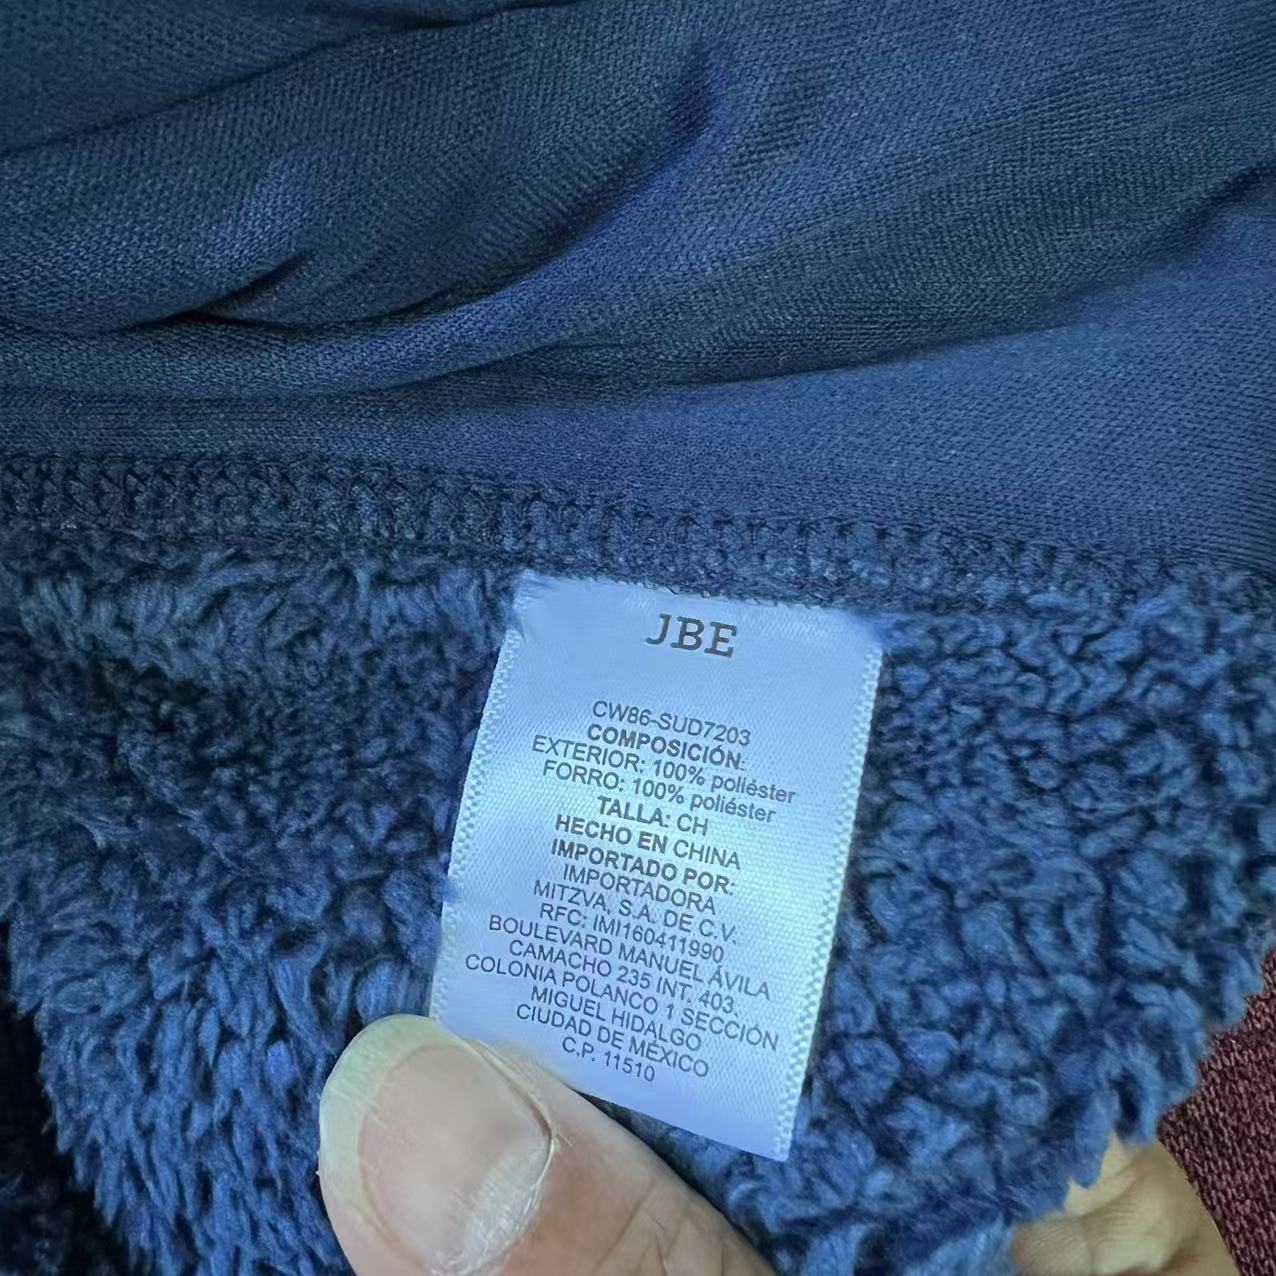 JBE
CW86-SUD7203
COMPOSICIÓN:
EXTERIOR: 100% poliéster
FORRO: 100% poliéster
TALLA: CH
HECHO EN CHINA
IMPORTADO POR:
IMPORTADORA
MITZVA, S.A. DE C.V.
RFC: IMI160411990
BOULEVARD MANUEL ÁVILA
CAMACHO 235 INT. 403.
COLONIA POLANCO 1 SECCIÓN
MIGUEL HIDALGO
CIUDAD DE MÉXICO
C.P. 11510